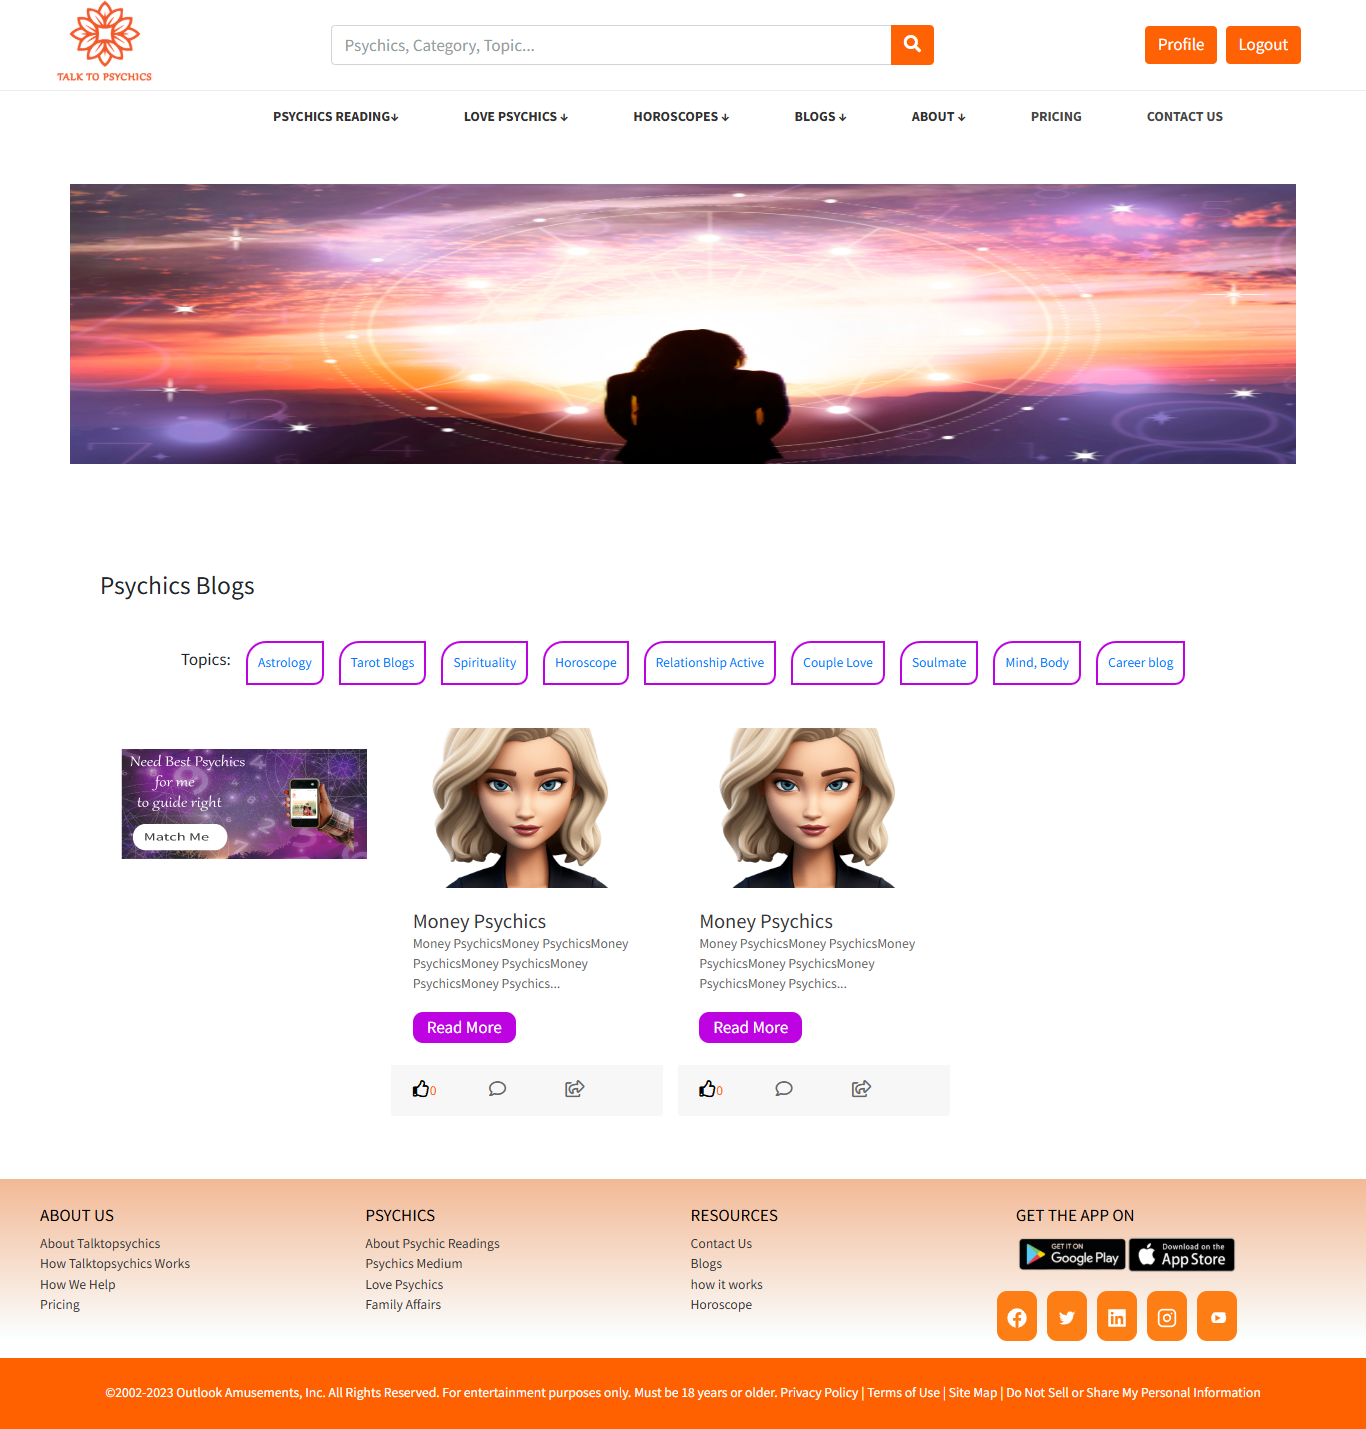 TALK TO PSYCHICS
Psychics, Category, Topic...
Profile
Logout
PSYCHICS READING↓
LOVE PSYCHICS ↓
HOROSCOPES ↓
BLOGS ↓
ABOUT ↓
PRICING
CONTACT US
Psychics Blogs
Topics:
Astrology
Tarot Blogs
Spirituality
Horoscope
Relationship Active
Couple Love
Soulmate
Mind, Body
Career blog
Need Best Psychics
for me
to guide right
Match Me
Money Psychics
Money PsychicsMoney PsychicsMoney
PsychicsMoney PsychicsMoney
PsychicsMoney Psychics...
Read More
0
Money Psychics
Money PsychicsMoney PsychicsMoney
PsychicsMoney PsychicsMoney
PsychicsMoney Psychics...
Read More
0
ABOUT US
About Talktopsychics
How Talktopsychics Works
How We Help
Pricing
PSYCHICS
About Psychic Readings
Psychics Medium
Love Psychics
Family Affairs
RESOURCES
Contact Us
Blogs
how it works
Horoscope
GET THE APP ON
GET IT ON
Google Play
Download on the
App Store
©2002-2023 Outlook Amusements, Inc. All Rights Reserved. For entertainment purposes only. Must be 18 years or older. Privacy Policy | Terms of Use | Site Map | Do Not Sell or Share My Personal Information